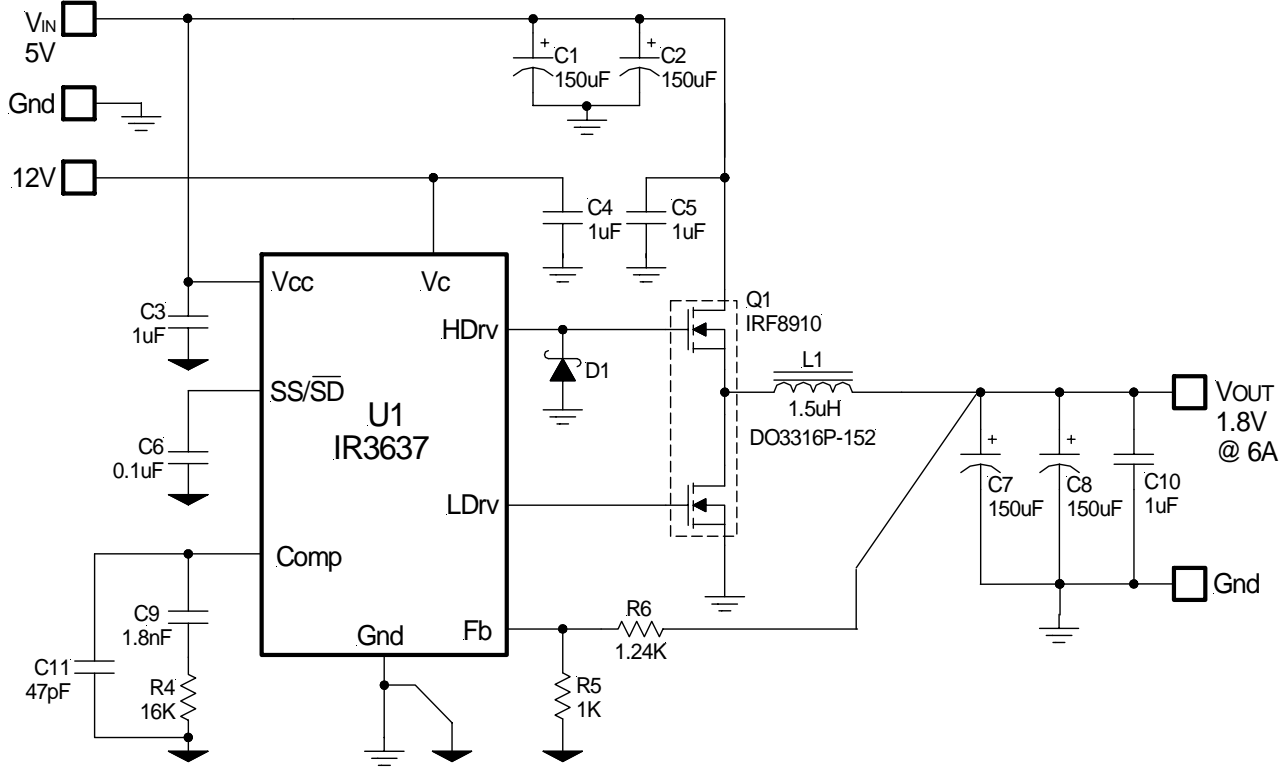 VIN
5V
Gnd
12V
+
C1
150uF
+
C2
150uF
C4
1uF
C5
1uF
C3
1uF
Vcc
Vc
HDrv
SS/SD
U1
IR3637
LDrv
Comp
Gnd
Fb
D1
Q1
IRF8910
L1
1.5uH
DO3316P-152
VOUT
1.8V
@ 6A
+
C7
150uF
+
C8
150uF
C10
1uF
Gnd
C6
0.1uF
C9
1.8nF
C11
47pF
R4
16K
R6
1.24K
R5
1K